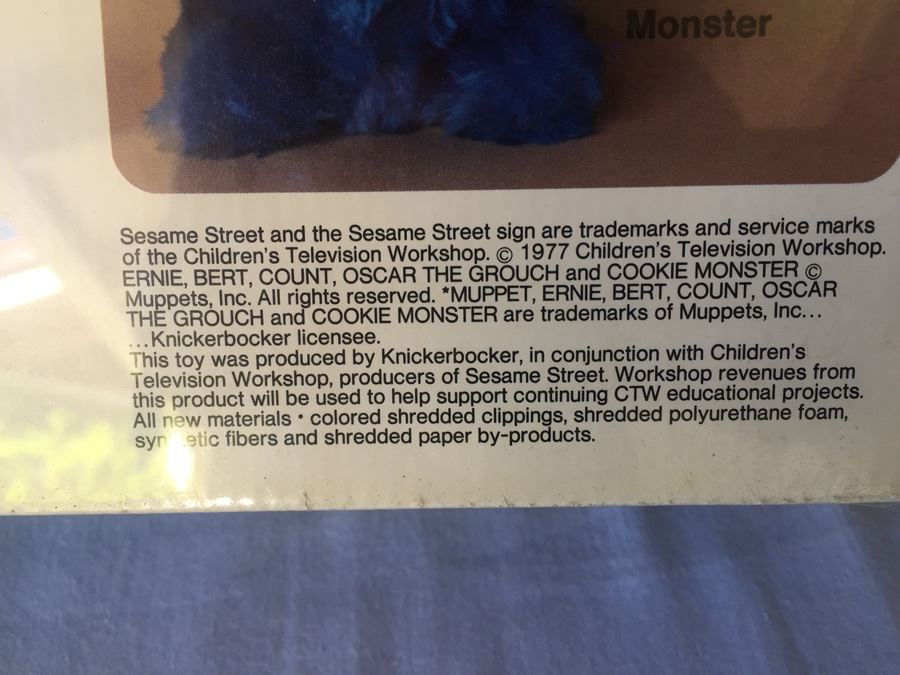 Monster
Sesame Street and the Sesame Street sign are trademarks and service marks
of the Children's Television Workshop. © 1977 Children's Television Workshop.
ERNIE, BERT, COUNT, OSCAR THE GROUCH and COOKIE MONSTER ©
Muppets, Inc. All rights reserved. *MUPPET, ERNIE, BERT, COUNT, OSCAR
THE GROUCH and COOKIE MONSTER are trademarks of Muppets, Inc...
...Knickerbocker licensee.
This toy was produced by Knickerbocker, in conjunction with Children's
Television Workshop, producers of Sesame Street. Workshop revenues from
this product will be used to help support continuing CTW educational projects.
All new materials • colored shredded clippings, shredded polyurethane foam,
synthetic fibers and shredded paper by-products.